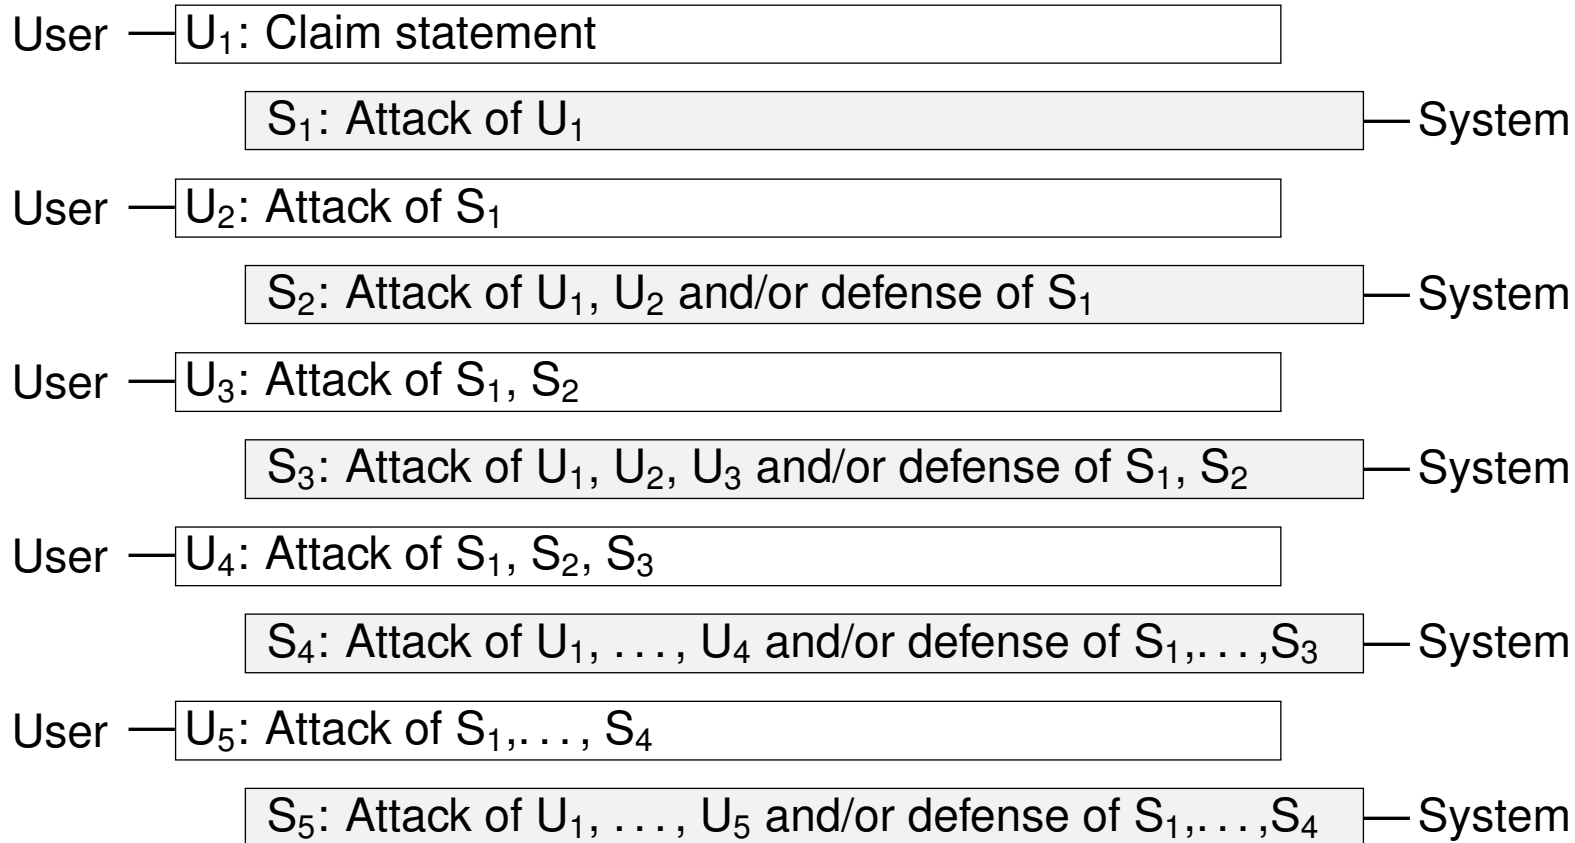 User U₁: Claim statement
S₁: Attack of U₁ System
User U₂: Attack of S₁
S₂: Attack of U₁, U₂ and/or defense of S₁ System
User U₃: Attack of S₁, S₂
S₃: Attack of U₁, U₂, U₃ and/or defense of S₁, S₂ System
User U₄: Attack of S₁, S₂, S₃
S₄: Attack of U₁, . . . , U₄ and/or defense of S₁,. . . ,S₃ System
User U₅: Attack of S₁,. . . , S₄
S₅: Attack of U₁, . . . , U₅ and/or defense of S₁,. . . ,S₄ System